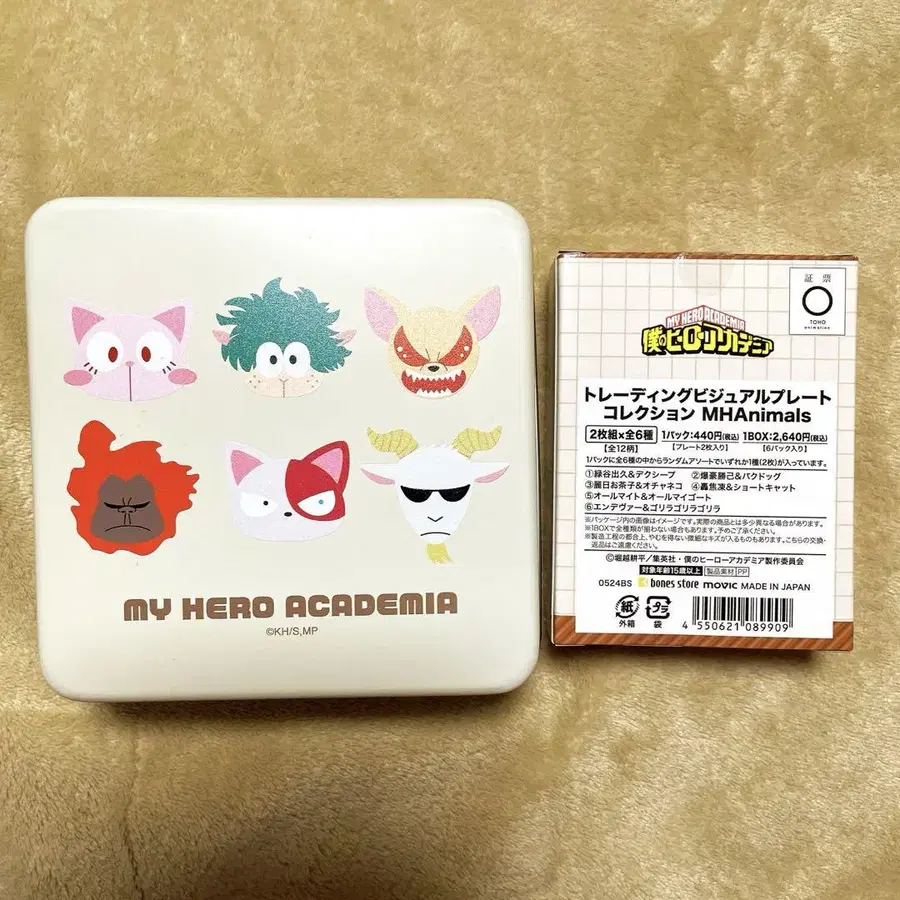 MY HERO ACADEMIA
©KH/S,MP
証 票
TOHO
animation
MY HERO ACADEMIA
僕のヒーローアカデミア
トレーディングビジュアルプレート
コレクション MHAnimals
2枚組×全6種 1パック:440円(税込) 1BOX:2,640円(税込)
【全12柄】 【プレート2枚入り】 【6パック入り】
1パックに全6種の中からランダムアソートでいずれか1種(2枚)が入っています。
①緑谷出久&デクシープ ②爆豪勝己&バクドッグ
③麗日お茶子&オチャネコ ④轟焦凍&ショートキャット
⑤オールマイト&オールマイゴート
⑥エンデヴァー&ゴリラゴリラゴリラ
※パッケージ内の画像はイメージです。実際の商品とは多少異なる場合があります。
※1BOXで全種類が揃わない場合もあります。予めご了承ください。
※製造工程の都合上、やむを得ない微細なキズが入るものもあります。こちらの交換・
返品はご遠慮ください。
©堀越耕平/集英社・僕のヒーローアカデミア製作委員会
対象年齢15歳以上 製品素材 PP
0524BS bones store movic MADE IN JAPAN
紙 外箱 プラ 袋
4 550621 089909